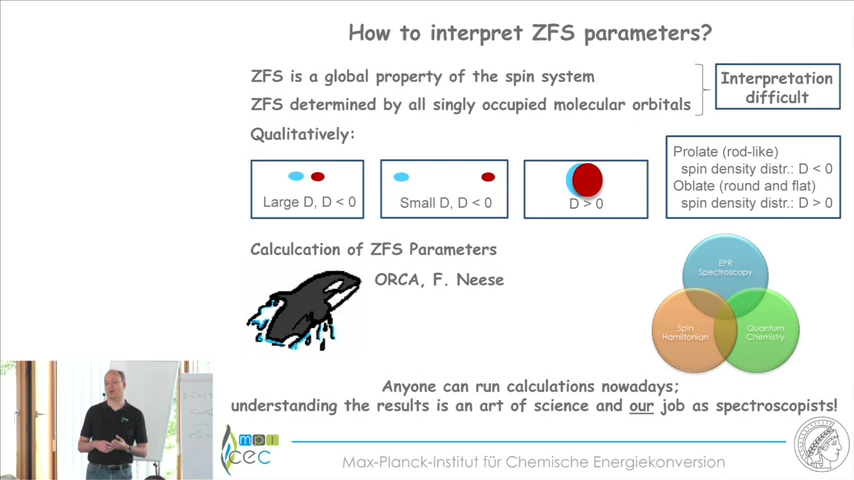 How to interpret ZFS parameters?
ZFS is a global property of the spin system
ZFS determined by all singly occupied molecular orbitals
Interpretation
difficult
Qualitatively:
Large D, D < 0
Small D, D < 0
D > 0
Prolate (rod-like)
spin density distr.: D < 0
Oblate (round and flat)
spin density distr.: D > 0
Calculcation of ZFS Parameters
ORCA, F. Neese
EPR
Spectroscopy
Spin
Hamiltonian
Quantum
Chemistry
Anyone can run calculations nowadays;
understanding the results is an art of science and our job as spectroscopists!
mpi
cec
Max-Planck-Institut für Chemische Energiekonversion